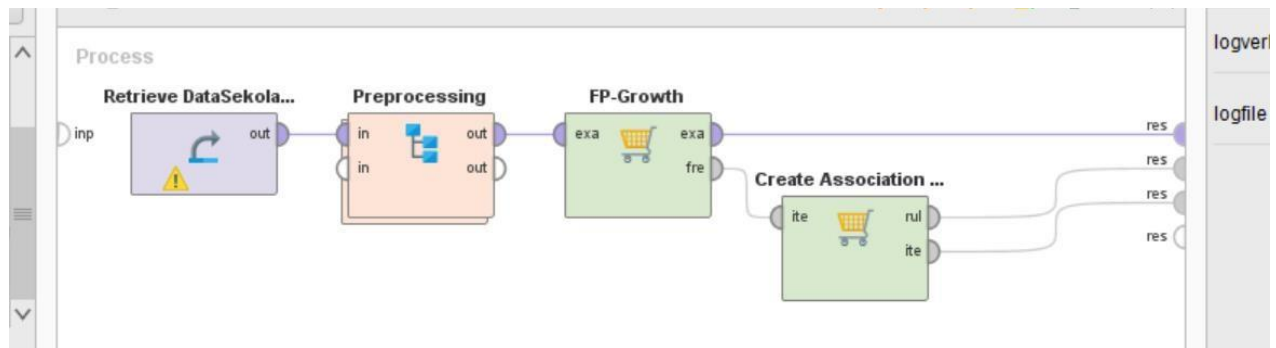 Process
logverl
logfile
Retrieve DataSekola...
Preprocessing
FP-Growth
inp
out
in
out
in
out
exa
exa
fre
Create Association ...
ite
rul
ite
res
res
res
res